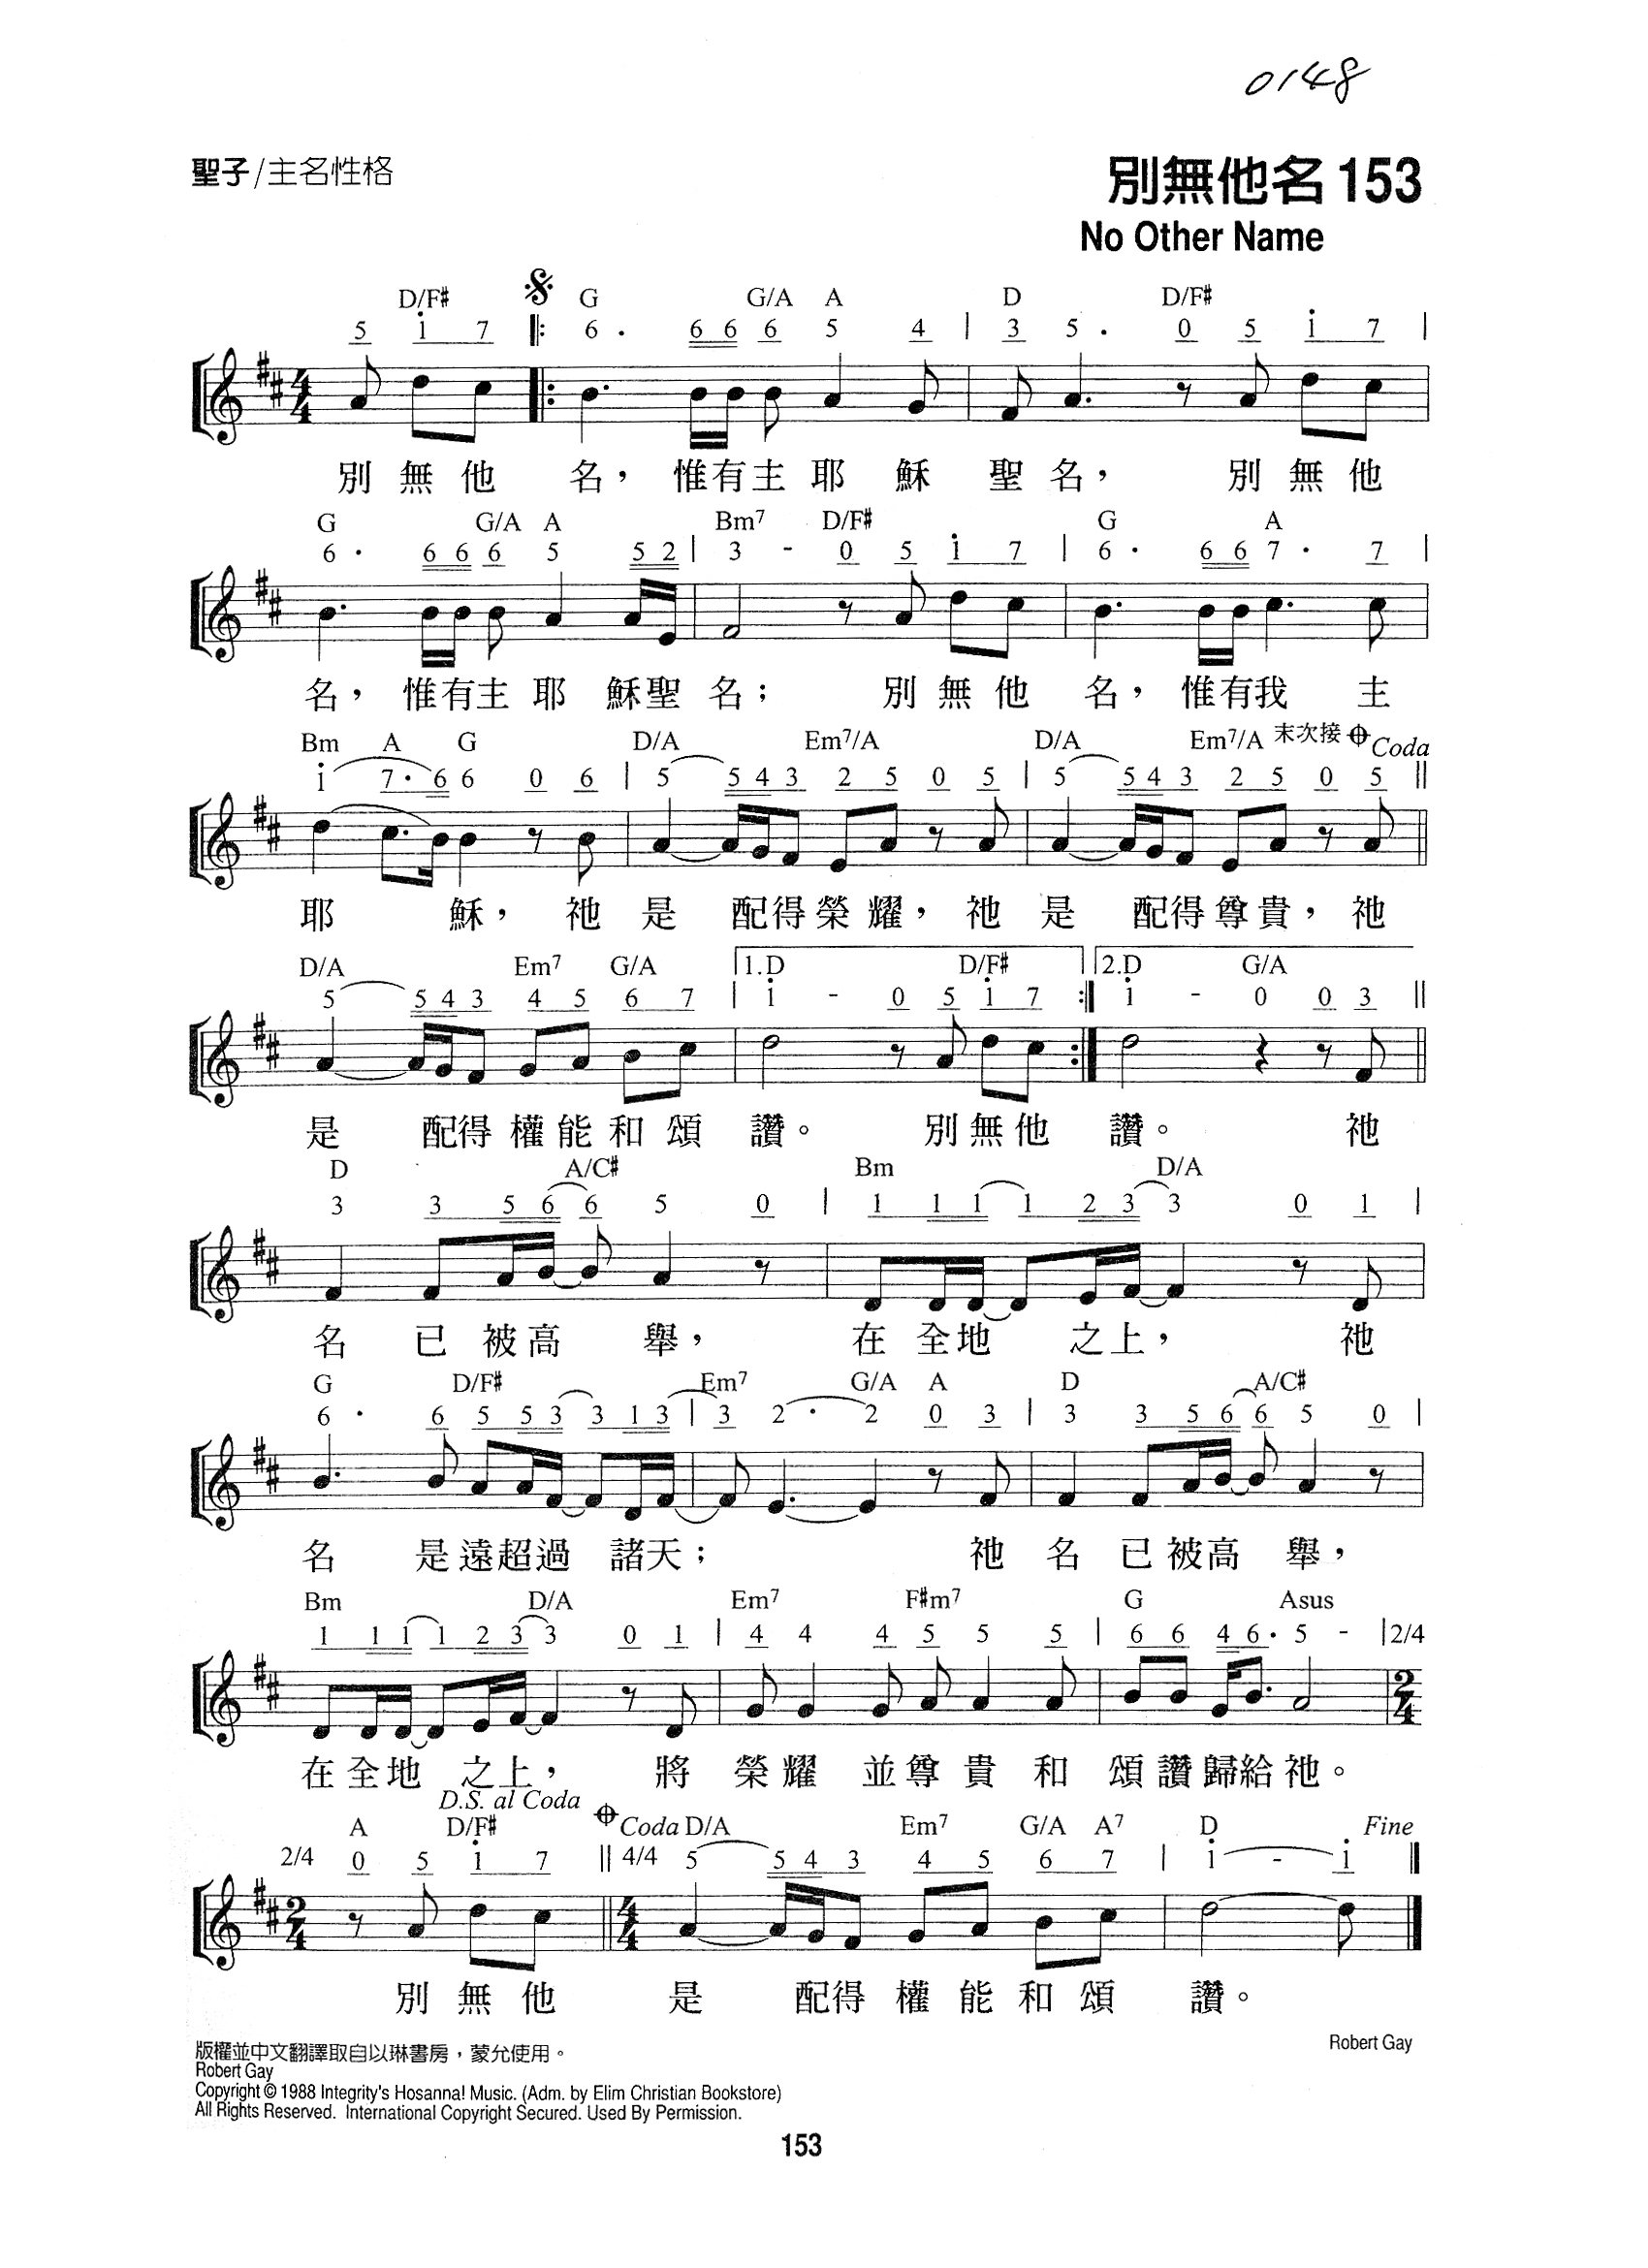 0148
聖子/主名性格
別無他名 153
No Other Name
D/F# G G/A A D D/F#
5 i 7 𝄆 6 · 6 6 6 5 4 | 3 5 · 0 5 i 7 |
4/4
別 無 他 名， 惟有主 耶 穌 聖 名， 別 無 他
G G/A A Bm7 D/F# G A
6 · 6 6 6 5 5 2 | 3 - 0 5 i 7 | 6 · 6 6 7 · 7 |
名， 惟有主 耶 穌聖 名； 別 無 他 名， 惟有我 主
Bm A G D/A Em7/A D/A Em7/A 末次接 Coda
i 7 · 6 6 0 6 | 5 5 4 3 2 5 0 5 | 5 5 4 3 2 5 0 5 ||
耶 穌， 祂 是 配得榮耀， 祂 是 配得尊貴， 祂
D/A Em7 G/A 1.D D/F# 2.D G/A
5 5 4 3 4 5 6 7 | i - 0 5 i 7 :| i - 0 0 3 ||
是 配得 權能 和 頌 讚。 別無他 讚。 祂
D A/C# Bm D/A
3 3 5 6 6 5 0 | 1 1 1 1 2 3 3 0 1 |
名 已 被高 舉， 在 全地 之上， 祂
G D/F# Em7 G/A A D A/C#
6 · 6 5 5 3 3 1 3 | 3 2 · 2 0 3 | 3 3 5 6 6 5 0 |
名 是遠超過 諸天； 祂 名 已被高 舉，
Bm D/A Em7 F#m7 G Asus
1 1 1 1 2 3 3 0 1 | 4 4 4 5 5 5 | 6 6 4 6 · 5 - | 2/4
2/4
在全地 之上， 將 榮耀 並尊 貴 和 頌讚歸給祂。
D.S. al Coda
A D/F# Coda D/A Em7 G/A A7 D Fine
2/4 0 5 i 7 || 4/4 5 5 4 3 4 5 6 7 | i - i ||
2/4 4/4
別 無 他 是 配得 權 能 和 頌 讚。
版權並中文翻譯取自以琳書房，蒙允使用。
Robert Gay
Robert Gay
Copyright © 1988 Integrity's Hosanna! Music. (Adm. by Elim Christian Bookstore)
All Rights Reserved. International Copyright Secured. Used By Permission.
153